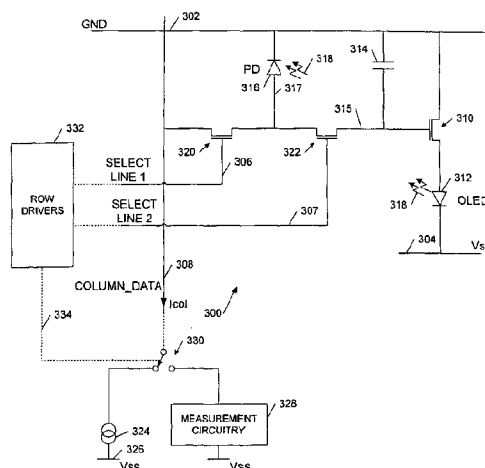 302
GND
314
318
PD
316
317
315
310
332
320
322
306
312
SELECT
LINE 1
318
OLED
ROW
DRIVERS
SELECT
LINE 2
307
304
Vs
308
COLUMN_DATA
Icol
300
334
330
328
324
MEASUREMENT
CIRCUITRY
326
Vss
Vss